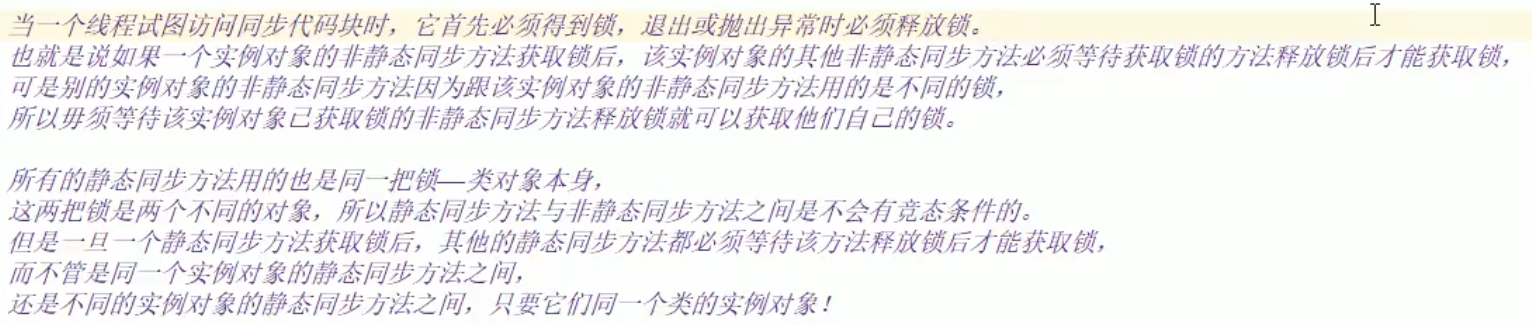 当一个线程试图访问同步代码块时，它首先必须得到锁，退出或抛出异常时必须释放锁。
也就是说如果一个实例对象的非静态同步方法获取锁后，该实例对象的其他非静态同步方法必须等待获取锁的方法释放锁后才能获取锁，
可是别的实例对象的非静态同步方法因为跟该实例对象的非静态同步方法用的是不同的锁，
所以毋须等待该实例对象已获取锁的非静态同步方法释放锁就可以获取他们自己的锁。
所有的静态同步方法用的也是同一把锁—类对象本身，
这两把锁是两个不同的对象，所以静态同步方法与非静态同步方法之间是不会有竞态条件的。
但是一旦一个静态同步方法获取锁后，其他的静态同步方法都必须等待该方法释放锁后才能获取锁，
而不管是同一个实例对象的静态同步方法之间，
还是不同的实例对象的静态同步方法之间，只要它们同一个类的实例对象！